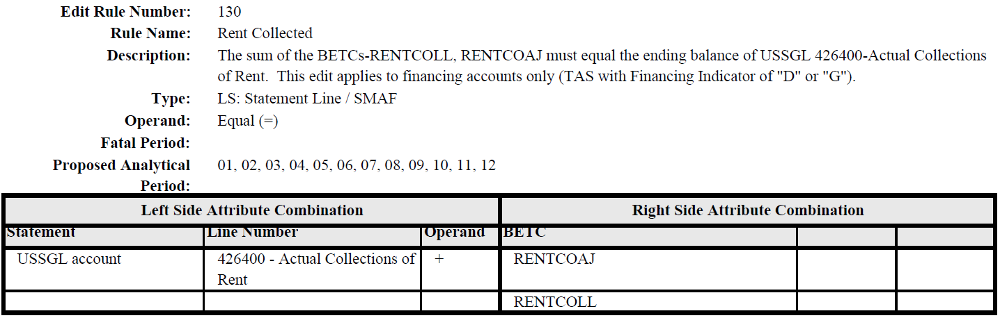 Edit Rule Number: 130
Rule Name: Rent Collected
Description: The sum of the BETCs-RENTCOLL, RENTCOAJ must equal the ending balance of USSGL 426400-Actual Collections
of Rent.  This edit applies to financing accounts only (TAS with Financing Indicator of "D" or "G").
Type: LS: Statement Line / SMAF
Operand: Equal (=)
Fatal Period:
Proposed Analytical 01, 02, 03, 04, 05, 06, 07, 08, 09, 10, 11, 12
Period:
Left Side Attribute Combination Right Side Attribute Combination
Statement Line Number Operand BETC
USSGL account 426400 - Actual Collections of + RENTCOAJ
Rent
RENTCOLL